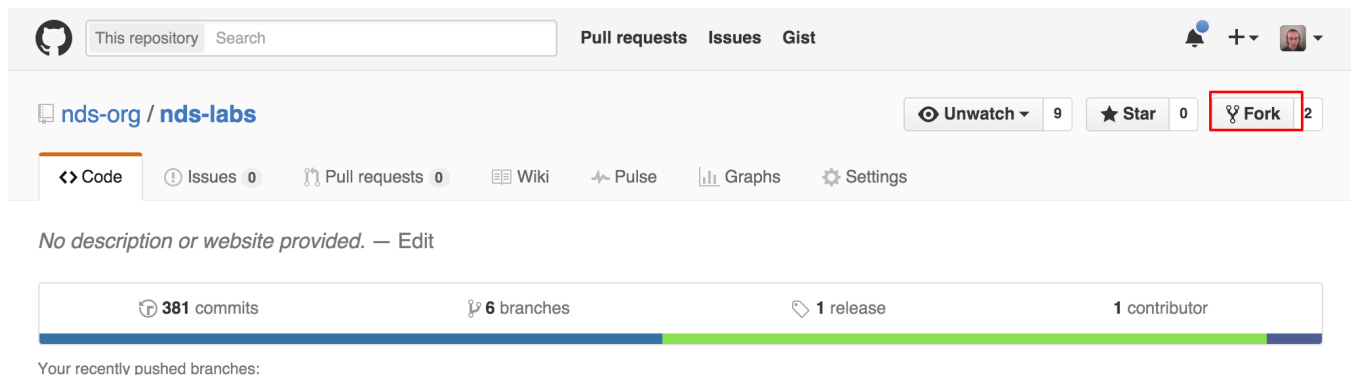 This repository Search Pull requests Issues Gist
nds-org / nds-labs Unwatch 9 Star 0 Fork 2
Code Issues 0 Pull requests 0 Wiki Pulse Graphs Settings
No description or website provided. — Edit
381 commits 6 branches 1 release 1 contributor
Your recently pushed branches: